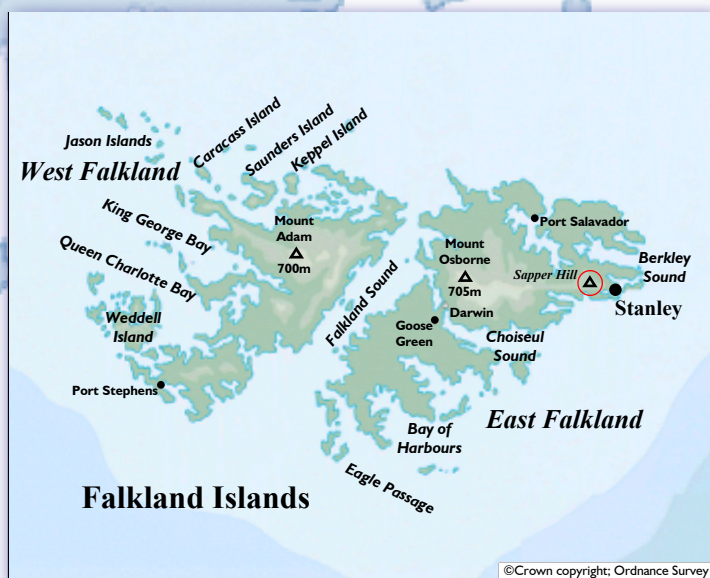 Jason Islands
West Falkland
Caracass Island
Saunders Island
Keppel Island
King George Bay
Queen Charlotte Bay
Weddell
Island
Port Stephens
Mount
Adam
700m
Falkland Sound
Port Salavador
Mount
Osborne
705m
Sapper Hill
Berkley
Sound
Stanley
Darwin
Goose
Green
Choiseul
Sound
East Falkland
Bay of
Harbours
Eagle Passage
Falkland Islands
©Crown copyright; Ordnance Survey